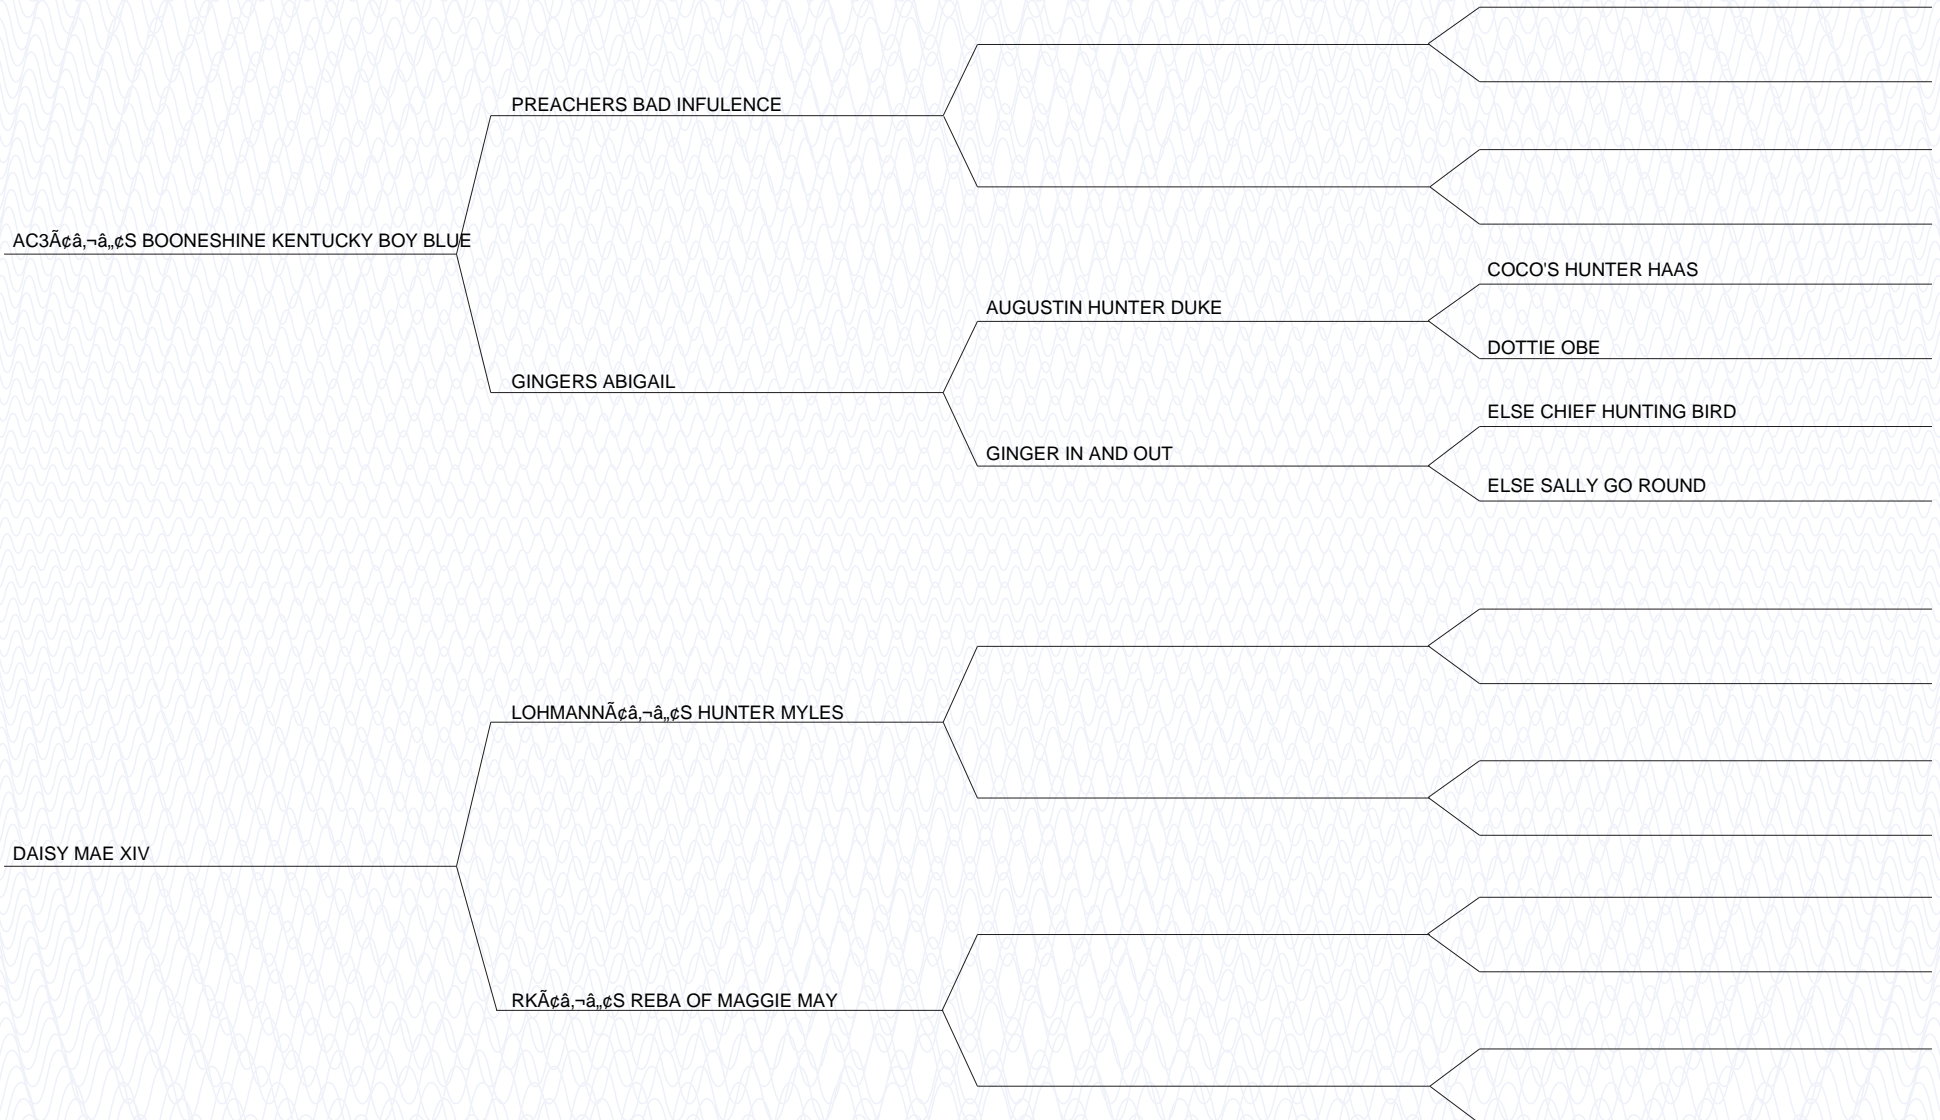 PREACHERS BAD INFULENCE
AC3Ã¢â‚¬â„¢S BOONESHINE KENTUCKY BOY BLUE
COCO'S HUNTER HAAS
AUGUSTIN HUNTER DUKE
DOTTIE OBE
GINGERS ABIGAIL
ELSE CHIEF HUNTING BIRD
GINGER IN AND OUT
ELSE SALLY GO ROUND
LOHMANNÃ¢â‚¬â„¢S HUNTER MYLES
DAISY MAE XIV
RKÃ¢â‚¬â„¢S REBA OF MAGGIE MAY